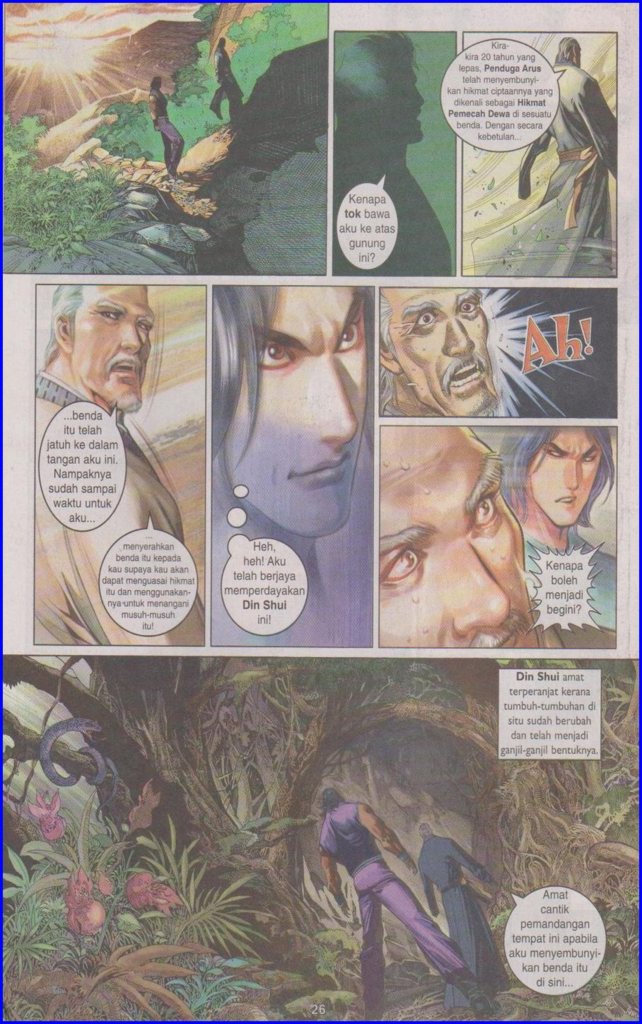 Kenapa
tok bawa
aku ke atas
gunung
ini?
Kira-
kira 20 tahun yang
lepas, Penduga Arus
telah menyembunyi-
kan hikmat ciptaannya yang
dikenali sebagai Hikmat
Pemecah Dewa di sesuatu
benda. Dengan secara
kebetulan...
...benda
itu telah
jatuh ke dalam
tangan aku ini.
Nampaknya
sudah sampai
waktu untuk
aku...
...
menyerahkan
benda itu kepada
kau supaya kau akan
dapat menguasai hikmat
itu dan menggunakan-
nya-untuk menangani
musuh-musuh
itu!
Heh,
heh! Aku
telah berjaya
memperdayakan
Din Shui
ini!
Ah!
Kenapa
boleh
menjadi
begini?
Din Shui amat
terperanjat kerana
tumbuh-tumbuhan di
situ sudah berubah
dan telah menjadi
ganjil-ganjil bentuknya.
Amat
cantik
pemandangan
tempat ini apabila
aku menyembunyi-
kan benda itu
di sini...
26